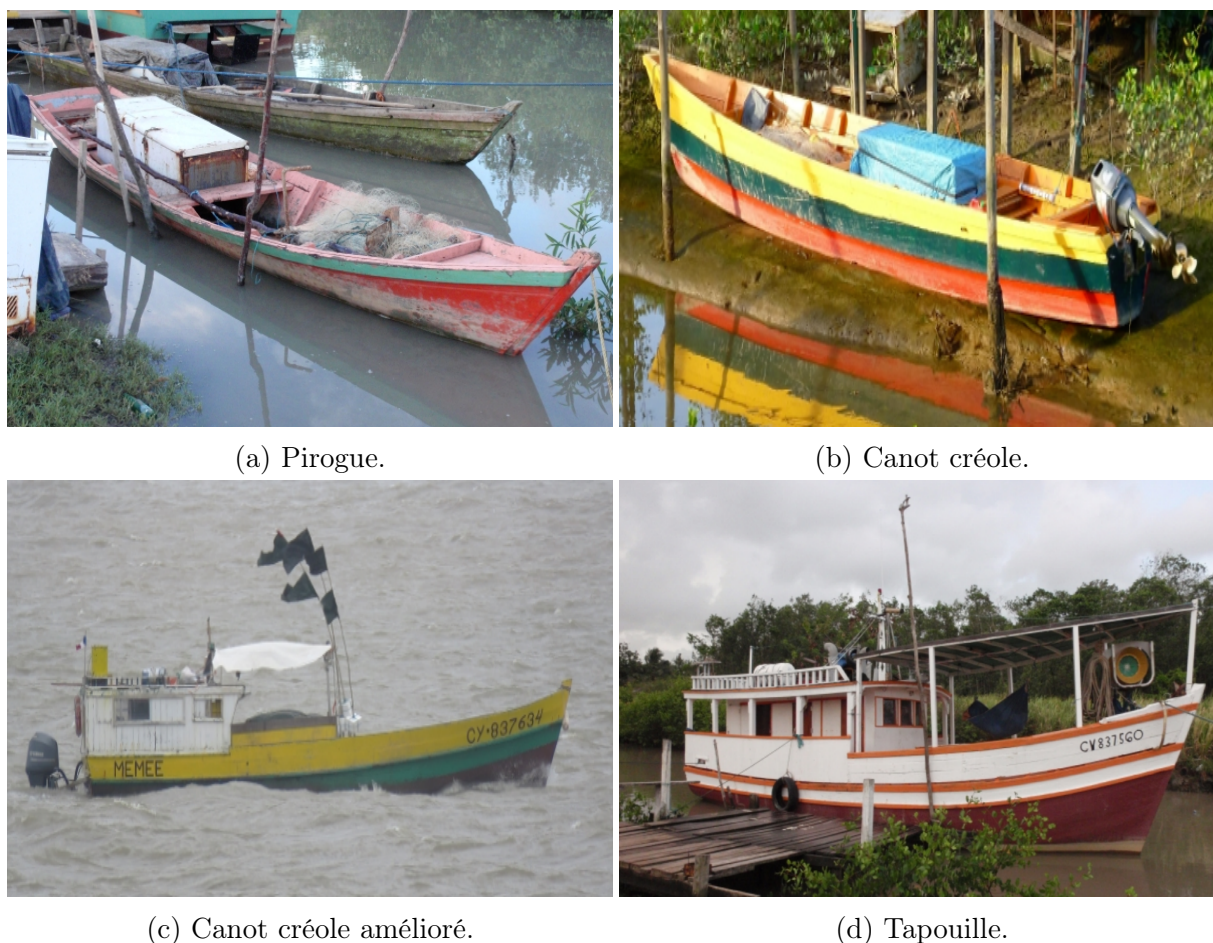 (a) Pirogue.
(b) Canot créole.
CY·837634
MEMEE
CY837560
(c) Canot créole amélioré.
(d) Tapouille.